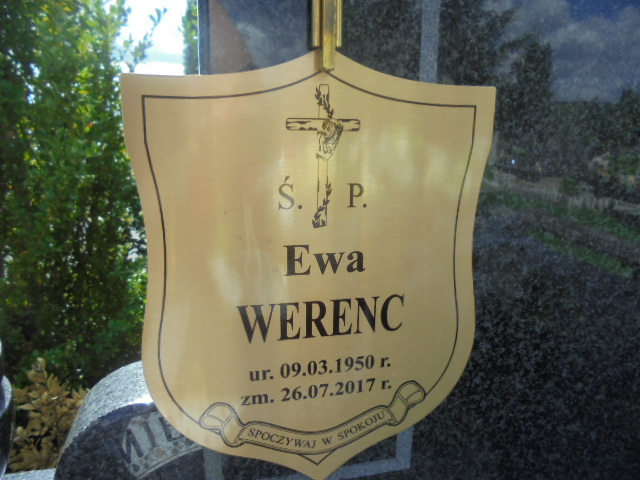 Ś. P.
Ewa
WERENC
ur. 09.03.1950 r.
zm. 26.07.2017 r.
SPOCZYWAJ W SPOKOJU